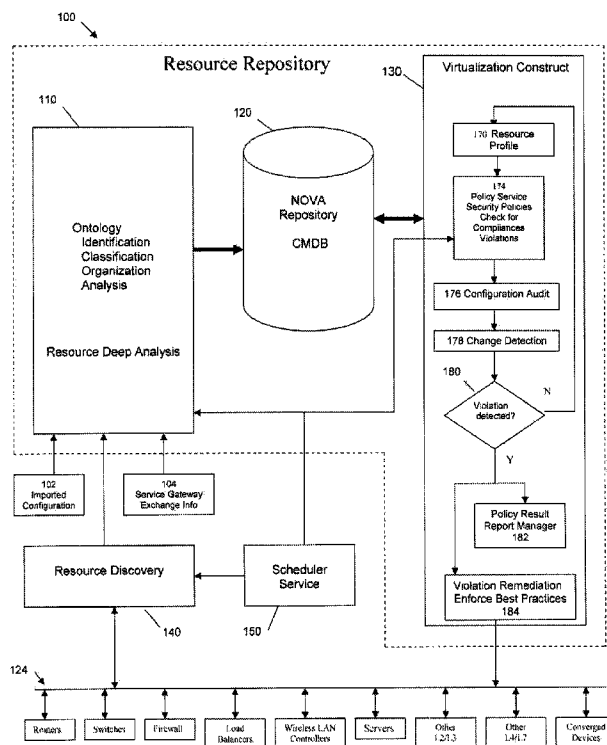 100
Resource Repository
110
120
130
Virtualization Construct
170 Resource
Profile
174
Policy Service
Security Policies
Check for
Compliances
Violations
NOVA
Repository
CMDB
Ontology
Identification
Classification
Organization
Analysis
Resource Deep Analysis
176 Configuration Audit
178 Change Detection
180
Violation
detected?
N
Y
102
Imported
Configuration
104
Service Gateway
Exchange Info
Policy Result
Report Manager
182
Resource Discovery
Scheduler
Service
Violation Remediation
Enforce Best Practices
184
140
150
124
Routers
Switches
Firewall
Load
Balancers
Wireless LAN
Controllers
Servers
Other
L2/L3
Other
L4/L7
Converged
Devices